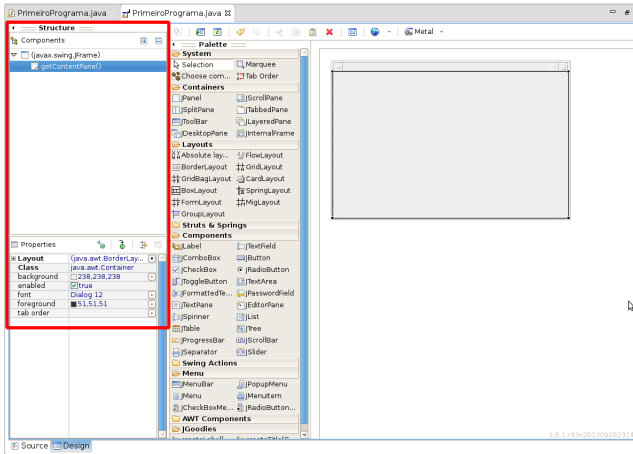 PrimeiroPrograma.java PrimeiroPrograma.java
Structure
Components
(javax.swing.JFrame)
getContentPane()
Properties
Layout (java.awt.BorderLay...
Class java.awt.Container
background 238,238,238
enabled true
font Dialog 12
foreground 51,51,51
tab order
Metal
Palette
System
Selection Marquee
Choose com... Tab Order
Containers
JPanel JScrollPane
JSplitPane JTabbedPane
JToolBar JLayeredPane
JDesktopPane JInternalFrame
Layouts
Absolute lay... FlowLayout
BorderLayout GridLayout
GridBagLayout CardLayout
BoxLayout SpringLayout
FormLayout MigLayout
GroupLayout
Struts & Springs
Components
JLabel JTextField
JComboBox JButton
JCheckBox JRadioButton
JToggleButton JTextArea
JFormattedTe... JPasswordField
JTextPane JEditorPane
JSpinner JList
JTable JTree
JProgressBar JScrollBar
JSeparator JSlider
Swing Actions
Menu
JMenuBar JPopupMenu
JMenu JMenuItem
JCheckBoxMe... JRadioButton...
AWT Components
JGoodies
Source Design